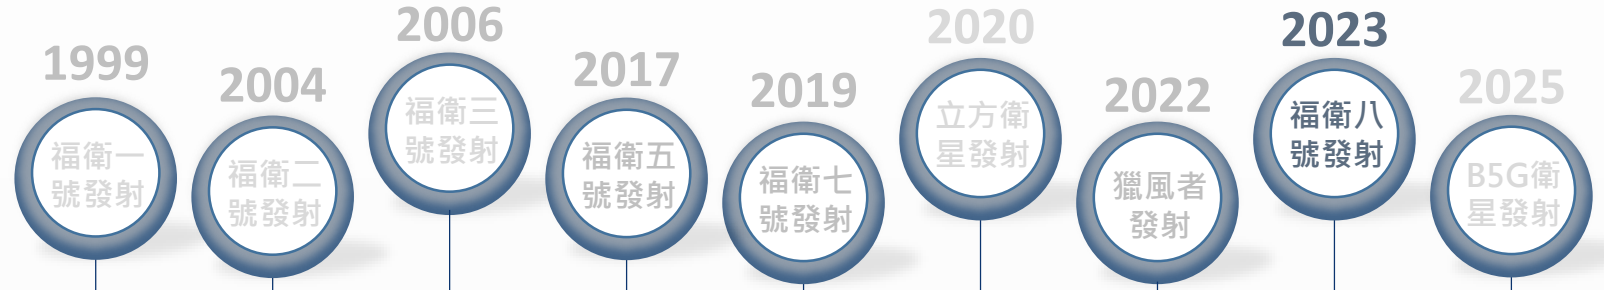 1999
福衛一
號發射
2004
福衛二
號發射
2006
福衛三
號發射
2017
福衛五
號發射
2019
福衛七
號發射
2020
立方衛
星發射
2022
獵風者
發射
2023
福衛八
號發射
2025
B5G衛
星發射